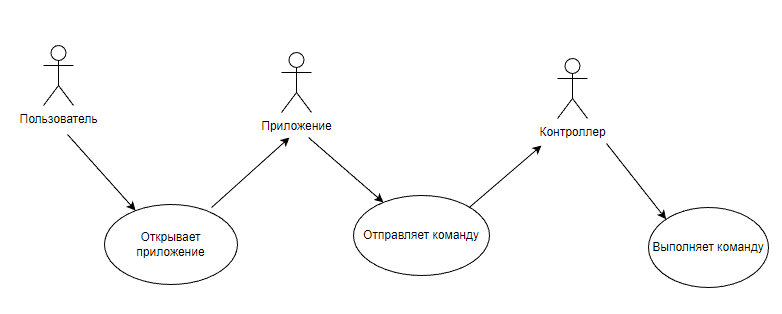 Пользователь
Приложение
Контроллер
Открывает
приложение
Отправляет команду
Выполняет команду